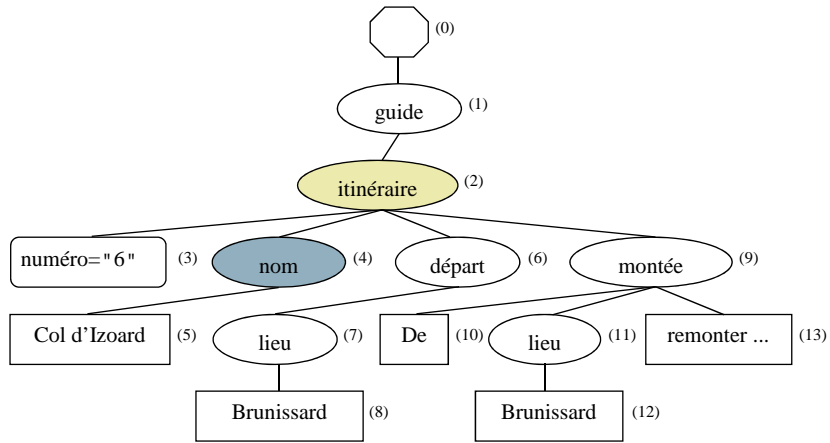 (0)
guide (1)
itinéraire (2)
numéro="6" (3) nom (4) départ (6) montée (9)
Col d'Izoard (5) lieu (7) De (10) lieu (11) remonter ... (13)
Brunissard (8) Brunissard (12)